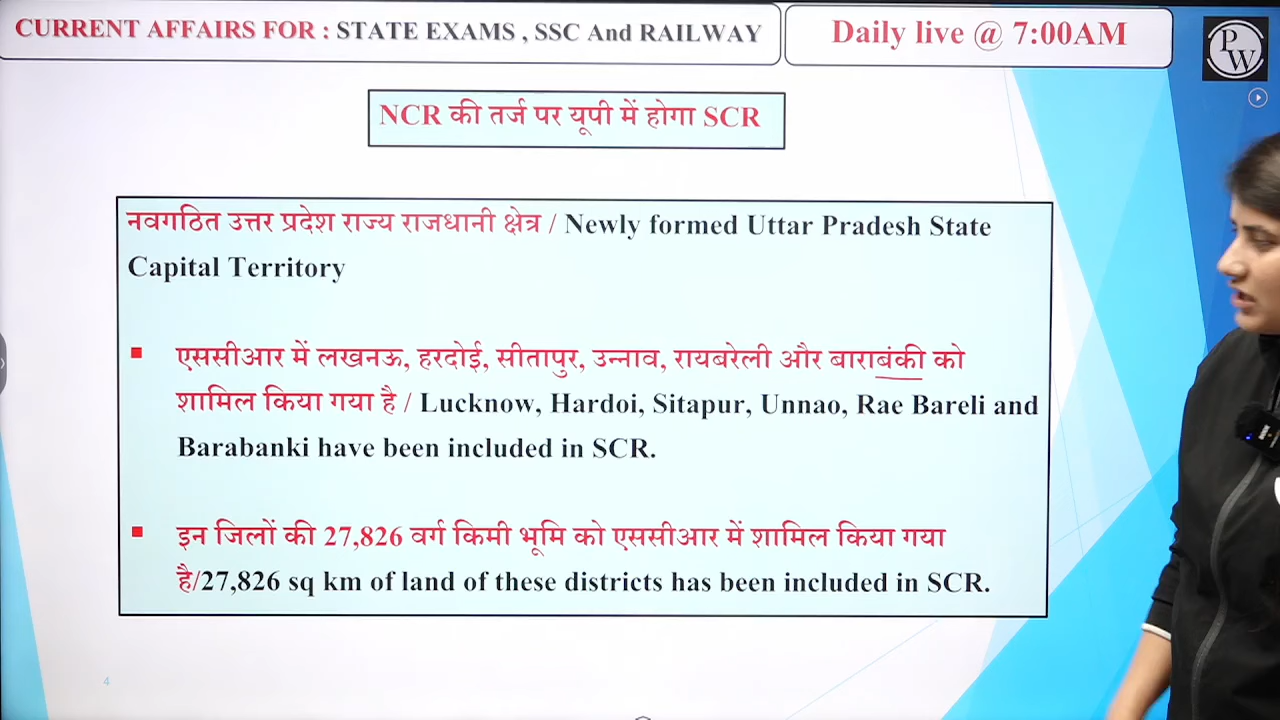 CURRENT AFFAIRS FOR : STATE EXAMS , SSC And RAILWAY
Daily live @ 7:00AM
PW
NCR की तर्ज पर यूपी में होगा SCR
नवगठित उत्तर प्रदेश राज्य राजधानी क्षेत्र / Newly formed Uttar Pradesh State
Capital Territory
एससीआर में लखनऊ, हरदोई, सीतापुर, उन्नाव, रायबरेली और बाराबंकी को
शामिल किया गया है / Lucknow, Hardoi, Sitapur, Unnao, Rae Bareli and
Barabanki have been included in SCR.
इन जिलों की 27,826 वर्ग किमी भूमि को एससीआर में शामिल किया गया
है/27,826 sq km of land of these districts has been included in SCR.
4